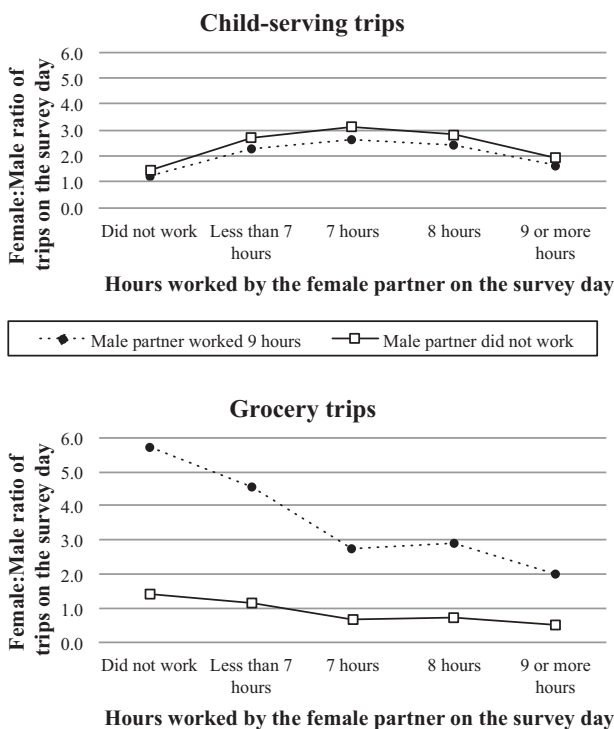 Child-serving trips
Female:Male ratio of
trips on the survey day
6.0
5.0
4.0
3.0
2.0
1.0
0.0
Did not work
Less than 7
hours
7 hours
8 hours
9 or more
hours
Hours worked by the female partner on the survey day
Male partner worked 9 hours
Male partner did not work
Grocery trips
Female:Male ratio of
trips on the survey day
6.0
5.0
4.0
3.0
2.0
1.0
0.0
Did not work
Less than 7
hours
7 hours
8 hours
9 or more
hours
Hours worked by the female partner on the survey day